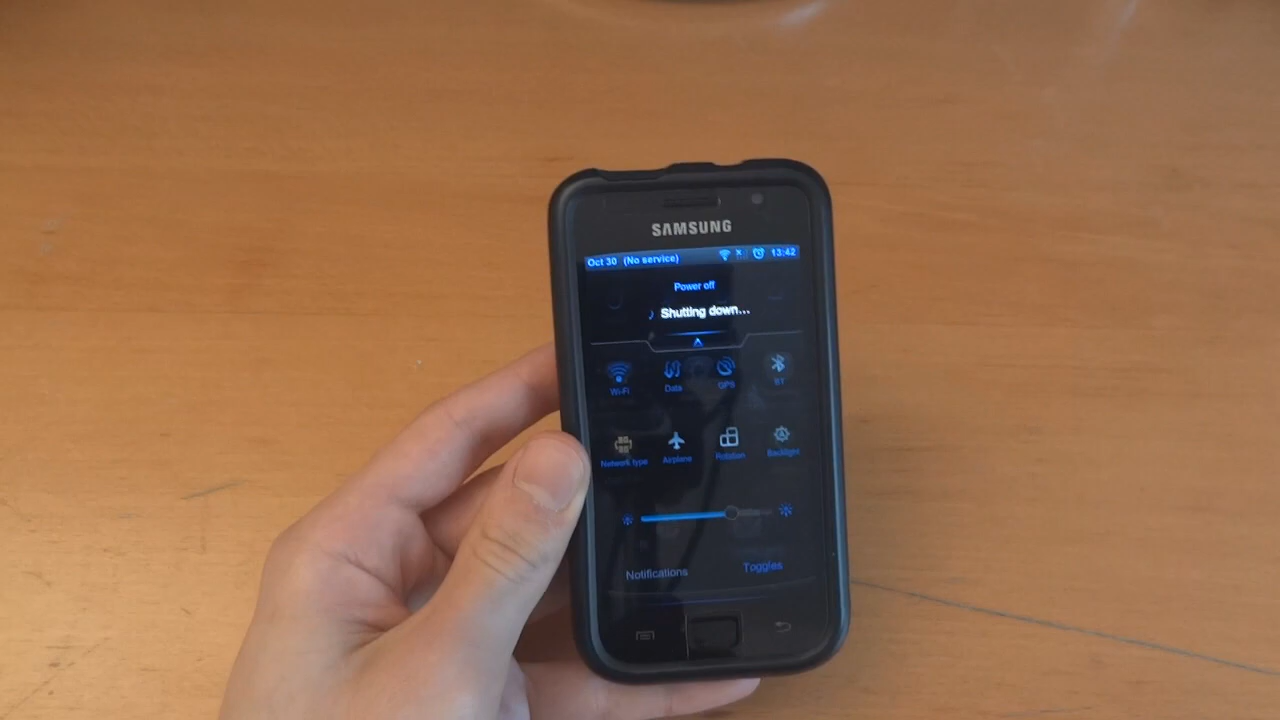 SAMSUNG
Oct 30 (No service) 13:42
Power off
Shutting down...
Wi-Fi Data GPS BT
Network type Airplane Rotation Backlight
Notifications Toggles